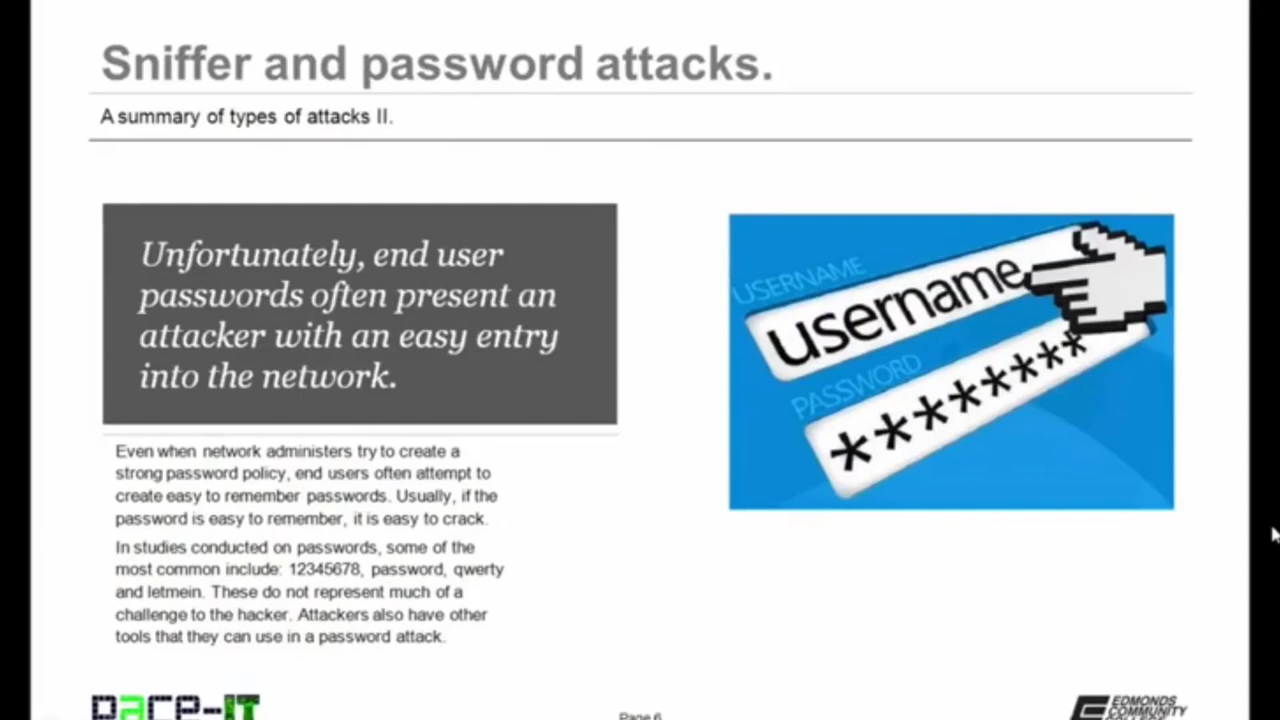 Sniffer and password attacks.
A summary of types of attacks II.
Unfortunately, end user
passwords often present an
attacker with an easy entry
into the network.
USERNAME
username
PASSWORD
********
Even when network administers try to create a
strong password policy, end users often attempt to
create easy to remember passwords. Usually, if the
password is easy to remember, it is easy to crack.
In studies conducted on passwords, some of the
most common include: 12345678, password, qwerty
and letmein. These do not represent much of a
challenge to the hacker. Attackers also have other
tools that they can use in a password attack.
pace-IT
Page 6
EDMONDS
COMMUNITY